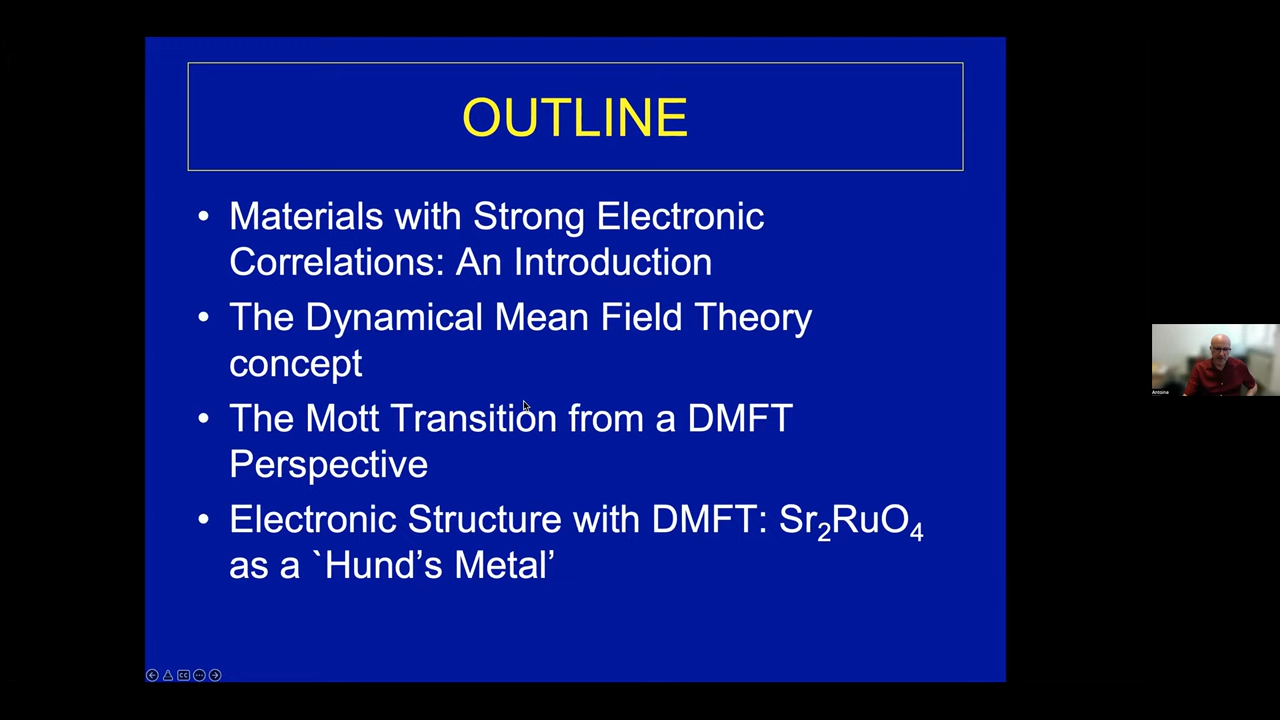 OUTLINE
• Materials with Strong Electronic
Correlations: An Introduction
• The Dynamical Mean Field Theory
concept
• The Mott Transition from a DMFT
Perspective
• Electronic Structure with DMFT: Sr₂RuO₄
as a `Hund’s Metal’
Antoine